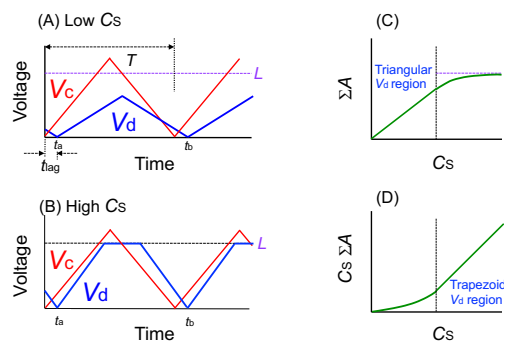 (A) Low Cs
T
L
Voltage
Vc
Vd
ta
tb
tlag
Time
(B) High Cs
L
Voltage
Vc
Vd
ta
tb
Time
(C)
Triangular
Vd region
ΣA
Cs
(D)
Cs ΣA
Trapezoid
Vd region
Cs